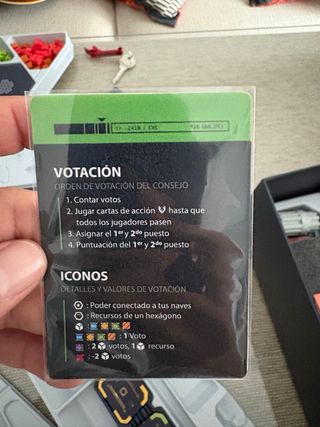 VOTACIÓN
ORDEN DE VOTACIÓN DEL CONSEJO
1. Contar votos
2. Jugar cartas de acción hasta que
todos los jugadores pasen
3. Asignar el 1er y 2do puesto
4. Puntuación del 1 y 2do puesto
ICONOS
DETALLES Y VALORES DE VOTACIÓN
: Poder conectado a tus naves
: Recursos de un hexágono
:
: 1 Voto
: 2 votos, 1 recurso
: -2 votos